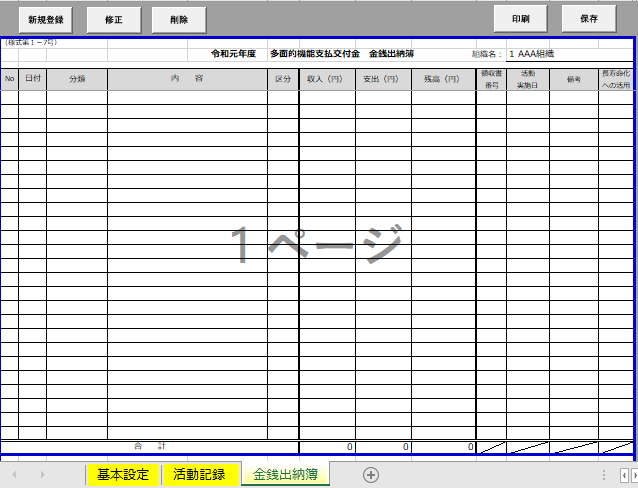 新規登録 修正 削除 印刷 保存
(様式第1-7号)
令和元年度 多面的機能支払交付金 金銭出納簿 組織名: 1 AAA組織
No 日付 分類 内 容 区分 収入(円) 支出(円) 残高(円) 領収書番号 活動実施日 備考 長寿命化への活用
1 ページ
合 計 0 0 0
基本設定 活動記録 金銭出納簿